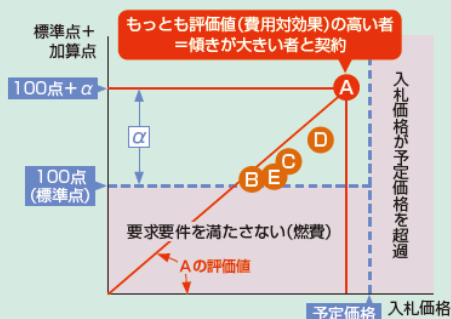 標準点+
加算点
もっとも評価値(費用対効果)の高い者
=傾きが大きい者と契約
100点+α
α
100点
(標準点)
A
B
C
D
E
入札価格が予定価格を超過
要求要件を満たさない(燃費)
Aの評価値
予定価格
入札価格